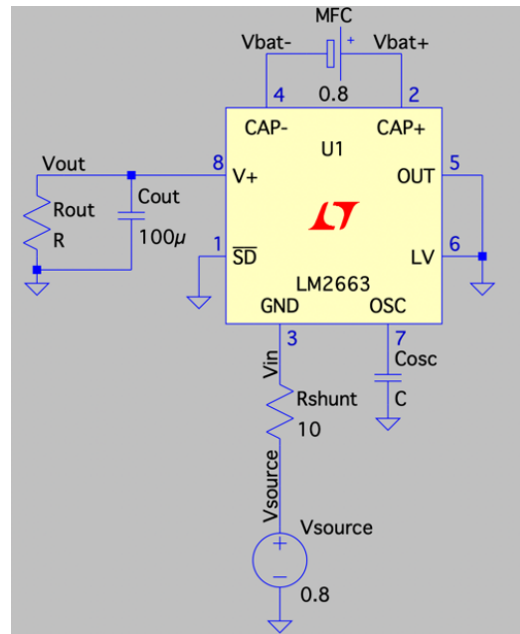 MFC
Vbat-
+
Vbat+
4
0.8
2
CAP-
CAP+
U1
Vout
8
V+
OUT
5
Rout
R
Cout
100µ
1
SD
LV
6
LM2663
GND
OSC
3
7
Vin
Cosc
C
Rshunt
10
Vsource
Vsource
+
−
0.8